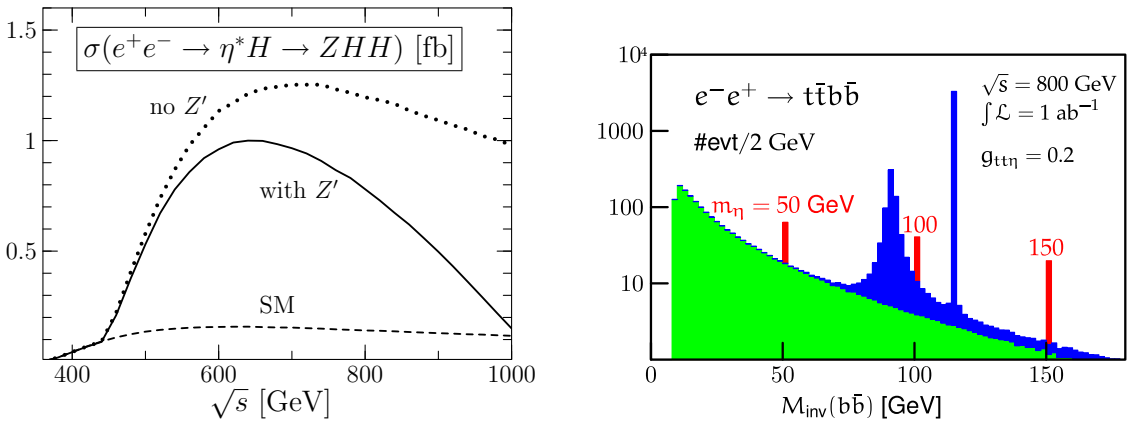 σ(e⁺e⁻ → η*H → ZHH) [fb]
1.5
1
0.5
no Z′
with Z′
SM
400 600 800 1000
√s [GeV]
10⁴
1000
100
10
e⁻e⁺ → tt̄bb̄
#evt/2 GeV
√s = 800 GeV
∫ℒ = 1 ab⁻¹
g_ttη = 0.2
m_η = 50 GeV
100
150
0 50 100 150
M_inv(bb̄) [GeV]